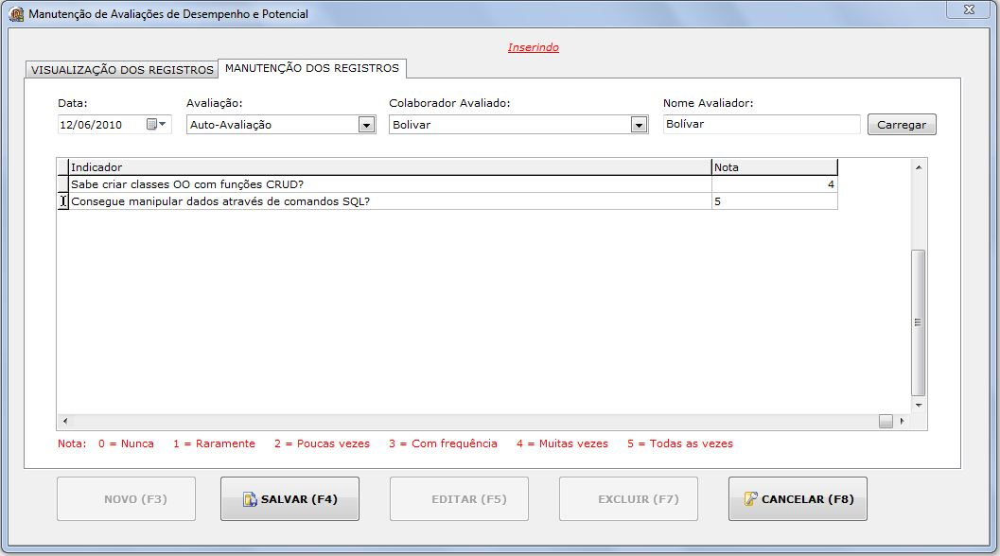 Manutenção de Avaliações de Desempenho e Potencial
Inserindo
VISUALIZAÇÃO DOS REGISTROS MANUTENÇÃO DOS REGISTROS
Data: Avaliação: Colaborador Avaliado: Nome Avaliador:
12/06/2010 Auto-Avaliação Bolivar Bolívar Carregar
Indicador Nota
Sabe criar classes OO com funções CRUD? 4
Consegue manipular dados através de comandos SQL? 5
Nota: 0 = Nunca 1 = Raramente 2 = Poucas vezes 3 = Com frequência 4 = Muitas vezes 5 = Todas as vezes
NOVO (F3) SALVAR (F4) EDITAR (F5) EXCLUIR (F7) CANCELAR (F8)